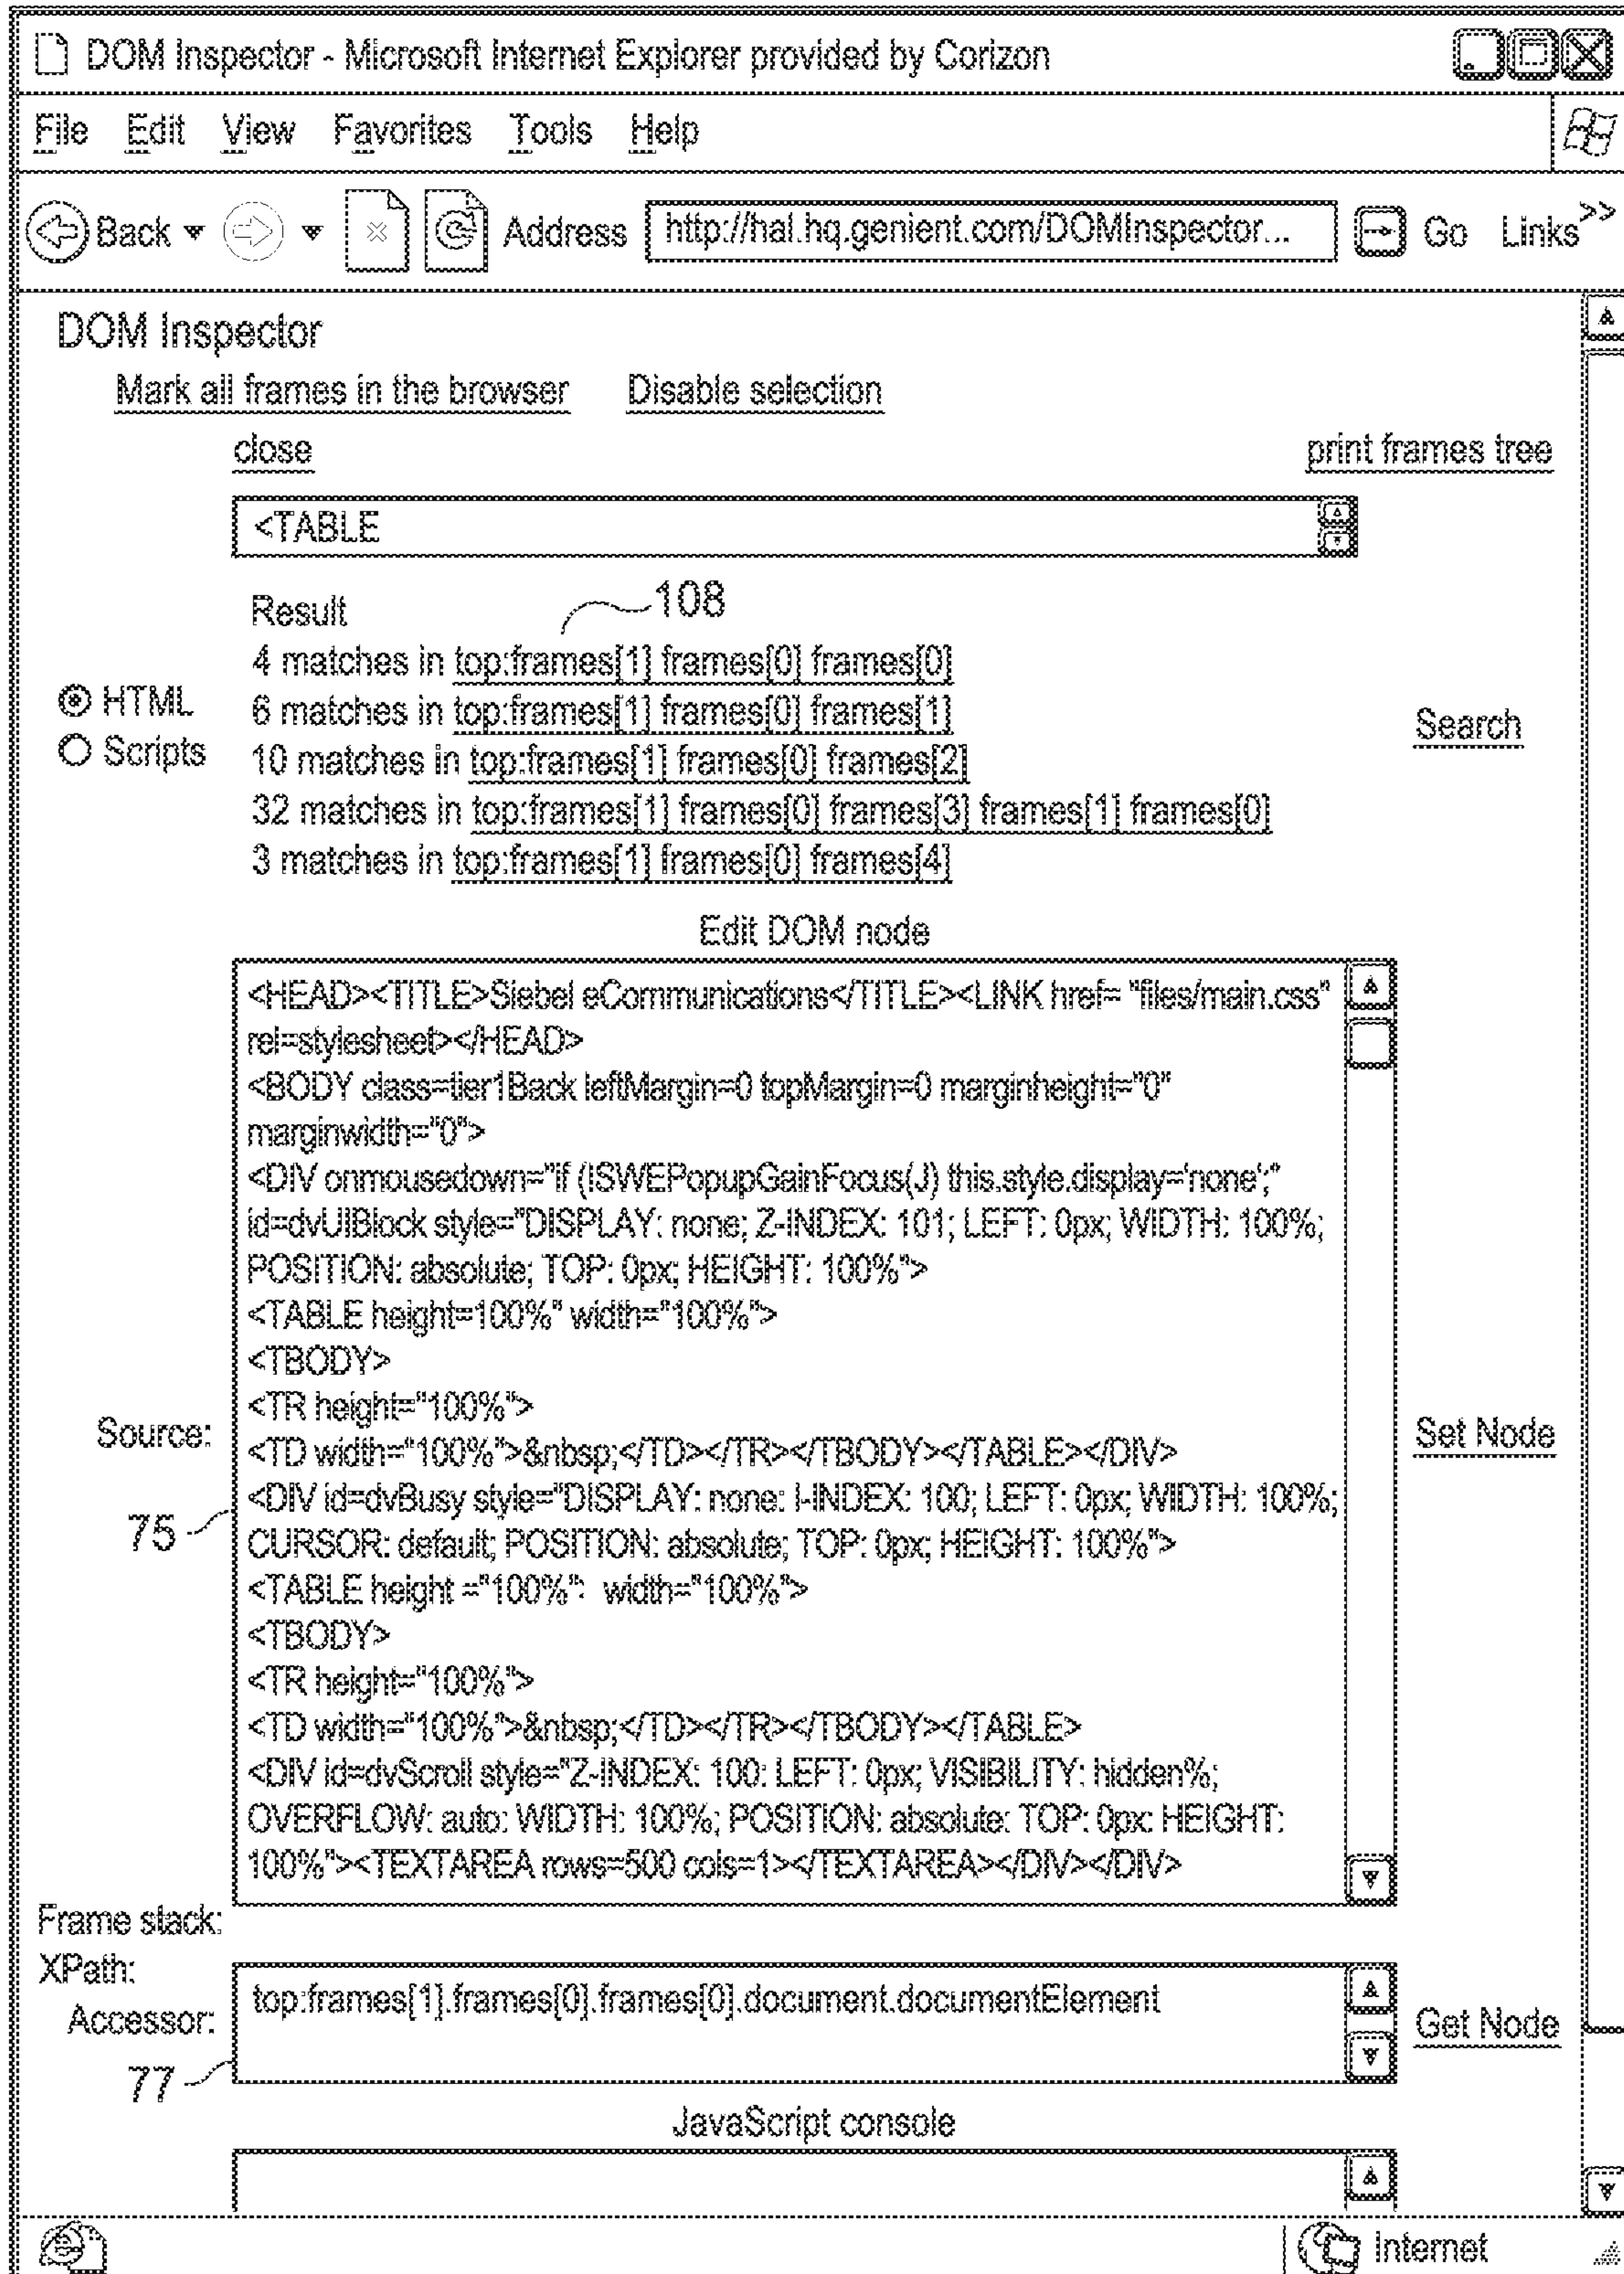 DOM Inspector - Microsoft Internet Explorer provided by Corizon
File Edit View Favorites Tools Help
Back Address http://hal.hq.genient.com/DOMInspector... Go Links >>
DOM Inspector
Mark all frames in the browser Disable selection
close print frames tree
<TABLE
Result 108
4 matches in top:frames[1] frames[0] frames[0]
HTML 6 matches in top:frames[1] frames[0] frames[1] Search
Scripts 10 matches in top:frames[1] frames[0] frames[2]
32 matches in top:frames[1] frames[0] frames[3] frames[1] frames[0]
3 matches in top:frames[1] frames[0] frames[4]
Edit DOM node
<HEAD><TITLE>Siebel eCommunications</TITLE><LINK href= "files/main.css"
rel=stylesheet></HEAD>
<BODY class=tier1Back leftMargin=0 topMargin=0 marginheight="0"
marginwidth="0">
<DIV onmousedown="if (!SWEPopupGainFocus(J) this.style.display='none';"
id=dvUIBlock style="DISPLAY: none; Z-INDEX: 101; LEFT: 0px; WIDTH: 100%;
POSITION: absolute; TOP: 0px; HEIGHT: 100%">
<TABLE height=100%" width="100%">
<TBODY>
<TR height="100%">
Source: <TD width="100%">&nbsp;</TD></TR></TBODY></TABLE></DIV> Set Node
<DIV id=dvBusy style="DISPLAY: none: I-INDEX: 100; LEFT: 0px; WIDTH: 100%;
75 CURSOR: default; POSITION: absolute; TOP: 0px; HEIGHT: 100%">
<TABLE height ="100%": width="100%">
<TBODY>
<TR height="100%">
<TD width="100%">&nbsp;</TD></TR></TBODY></TABLE>
<DIV id=dvScroll style="Z-INDEX: 100: LEFT: 0px; VISIBILITY: hidden%;
OVERFLOW: auto: WIDTH: 100%; POSITION: absolute: TOP: 0px: HEIGHT:
100%"><TEXTAREA rows=500 cols=1></TEXTAREA></DIV></DIV>
Frame stack:
XPath:
Accessor: top:frames[1].frames[0].frames[0].document.documentElement Get Node
77
JavaScript console
Internet